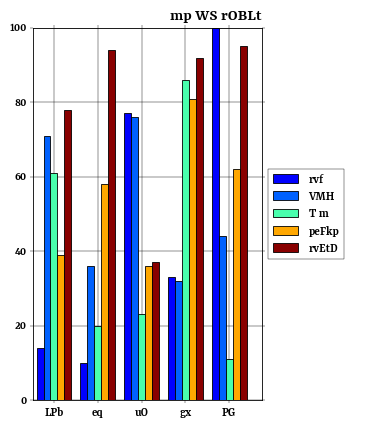 mp WS rOBLt
100
80
60
40
20
0
LPb eq uO gx PG
rvf
VMH
T m
peFkp
rvEtD